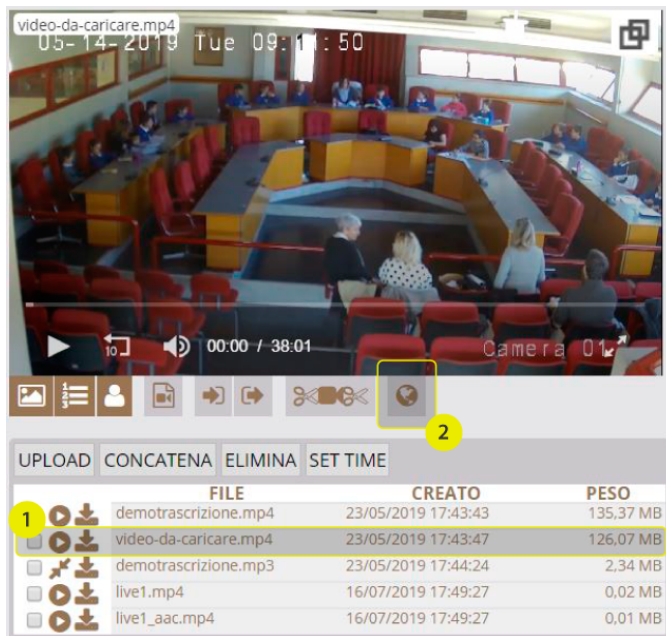 video-da-caricare.mp4
05-14-2019 Tue 09:11:50
10 00:00 / 38:01
Camera 01
1
2
3
2
UPLOAD CONCATENA ELIMINA SET TIME
FILE CREATO PESO
1
demotrascrizione.mp4 23/05/2019 17:43:43 135,37 MB
video-da-caricare.mp4 23/05/2019 17:43:47 126,07 MB
demotrascrizione.mp3 23/05/2019 17:44:24 2,34 MB
live1.mp4 16/07/2019 17:49:27 0,02 MB
live1_aac.mp4 16/07/2019 17:49:27 0,01 MB